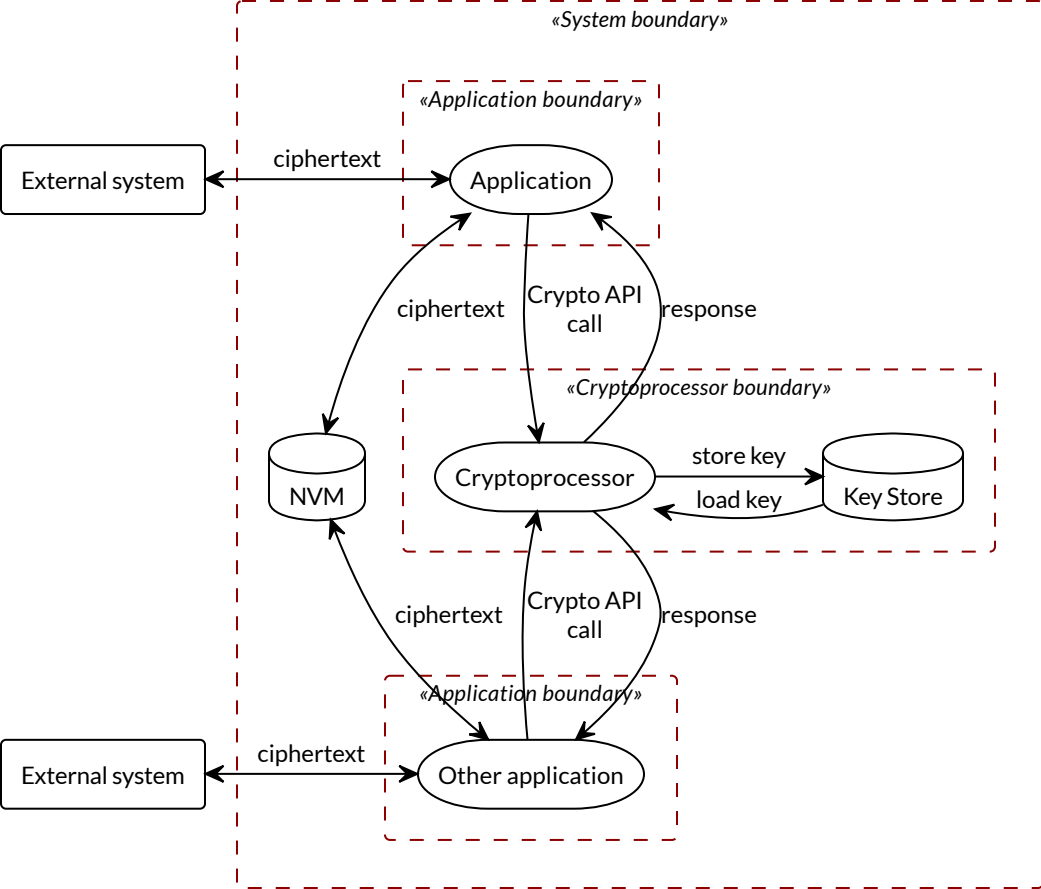 «System boundary»
«Application boundary»
ciphertext
External system
Application
ciphertext
Crypto API
call
response
«Cryptoprocessor boundary»
store key
Cryptoprocessor
NVM
Key Store
load key
ciphertext
Crypto API
call
response
«Application boundary»
ciphertext
External system
Other application